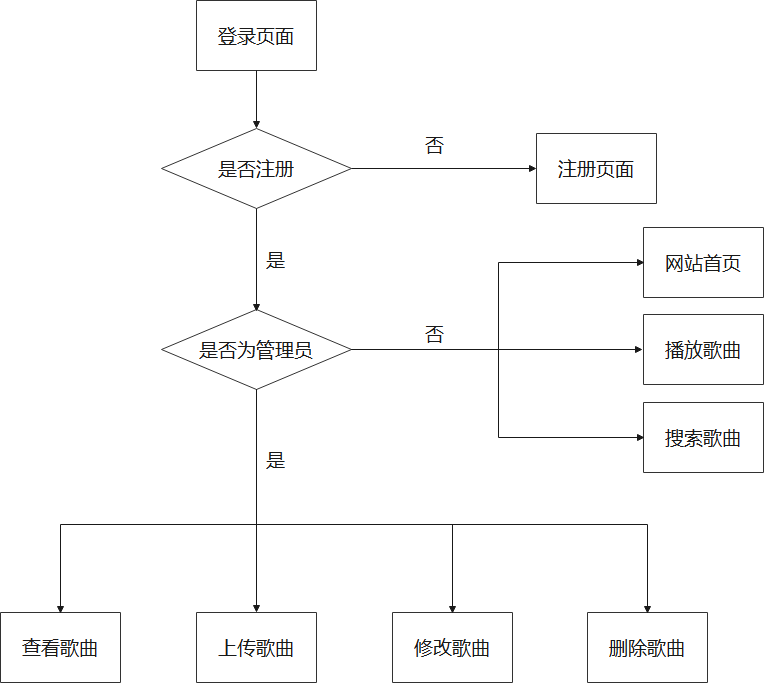 登录页面
是否注册
否
注册页面
是
网站首页
是否为管理员
否
播放歌曲
搜索歌曲
是
查看歌曲
上传歌曲
修改歌曲
删除歌曲